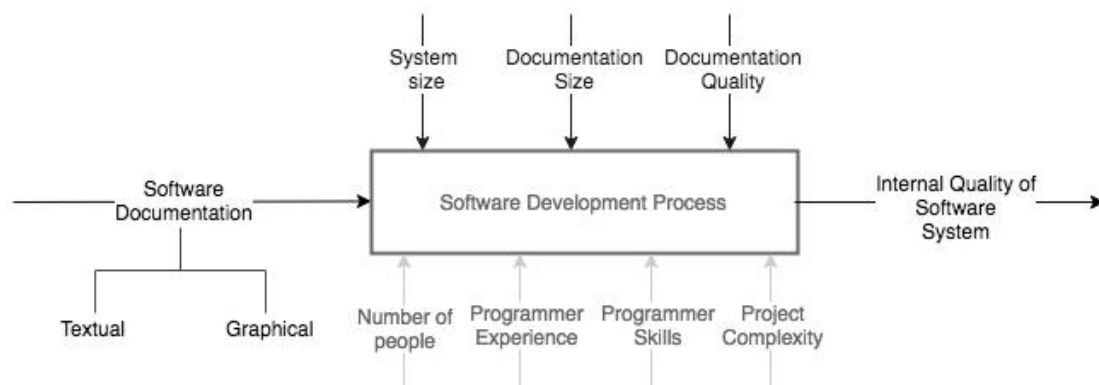 System
size
Documentation
Size
Documentation
Quality
Software
Documentation
Software Development Process
Internal Quality of
Software
System
Textual
Graphical
Number of
people
Programmer
Experience
Programmer
Skills
Project
Complexity